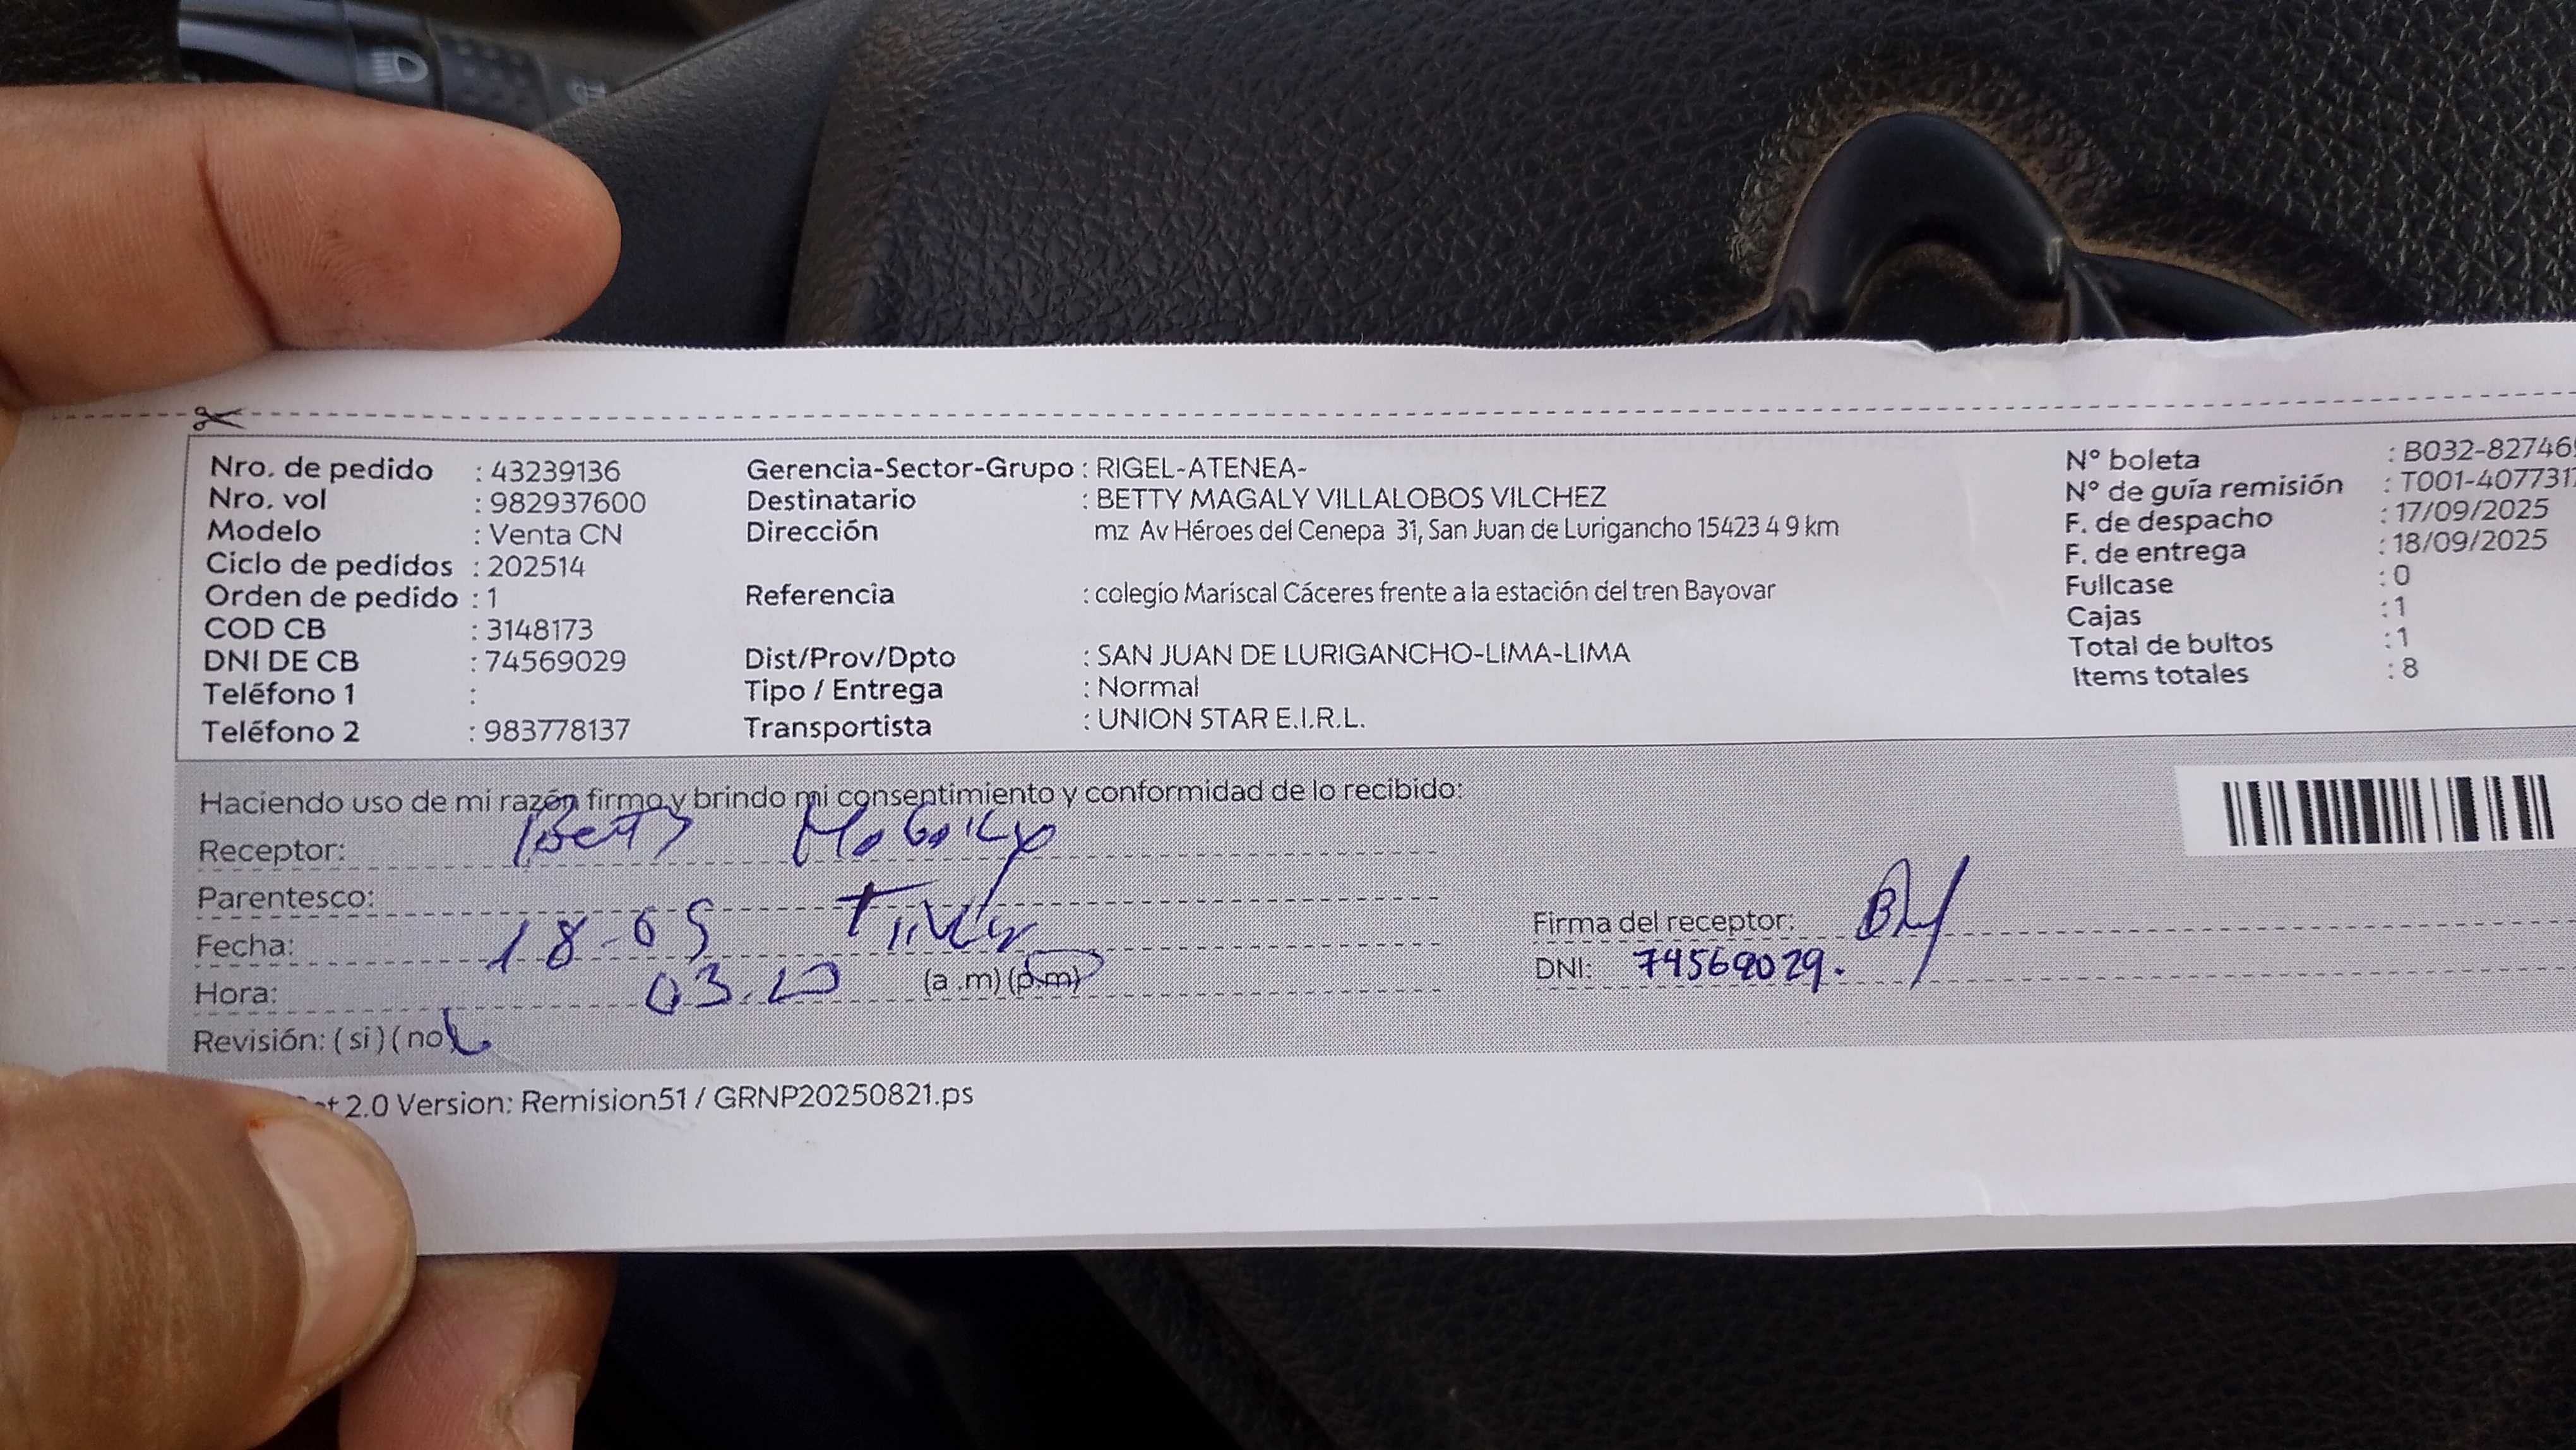 Nro. de pedido : 43239136
Nro. vol : 982937600
Modelo : Venta CN
Ciclo de pedidos : 202514
Orden de pedido : 1
COD CB : 3148173
DNI DE CB : 74569029
Teléfono 1 :
Teléfono 2 : 983778137
Gerencia-Sector-Grupo : RIGEL-ATENEA-
Destinatario : BETTY MAGALY VILLALOBOS VILCHEZ
Dirección mz Av Héroes del Cenepa 31, San Juan de Lurigancho 15423 4 9 km
Referencia : colegio Mariscal Cáceres frente a la estación del tren Bayovar
Dist/Prov/Dpto : SAN JUAN DE LURIGANCHO-LIMA-LIMA
Tipo / Entrega : Normal
Transportista : UNION STAR E.I.R.L.
N° boleta : B032-82746
N° de guía remisión : T001-407731
F. de despacho : 17/09/2025
F. de entrega : 18/09/2025
Fullcase : 0
Cajas : 1
Total de bultos : 1
Items totales : 8
Haciendo uso de mi razón firmo y brindo mi consentimiento y conformidad de lo recibido:
Receptor: Betty
Parentesco:
Fecha: 18-09
Hora: 03.10 (a .m) (p.m)
Revisión: ( si ) ( no )
Firma del receptor:
DNI: 74569029.
2.0 Version: Remision51 / GRNP20250821.ps